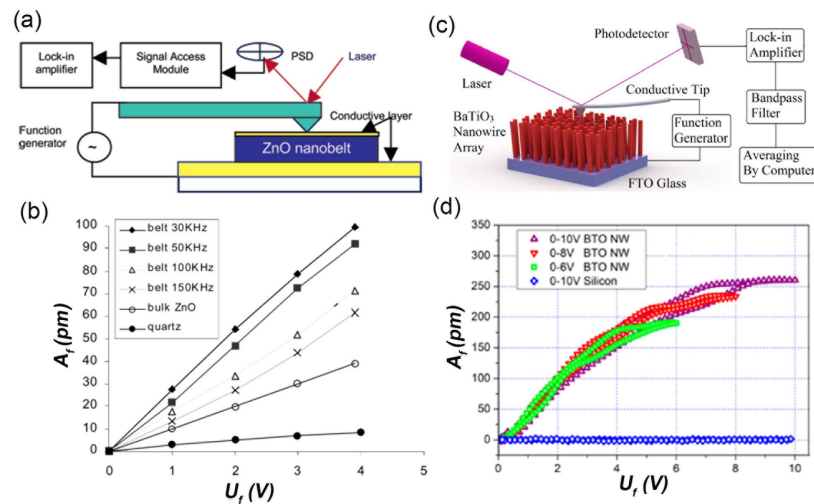 (a)
Lock-in
amplifier
Signal Access
Module
PSD
Laser
Function
generator
~
Conductive layer
ZnO nanobelt
(c)
Photodetector
Lock-in
Amplifier
Laser
Conductive Tip
BaTiO₃
Nanowire
Array
Function
Generator
Bandpass
Filter
FTO Glass
Averaging
By Computer
(b)
100
90
80
70
60
50
40
30
20
10
0
A_f (pm)
belt 30KHz
belt 50KHz
belt 100KHz
belt 150KHz
bulk ZnO
quartz
0 1 2 3 4 5
U_f (V)
(d)
350
300
250
200
150
100
50
0
A_f (pm)
0-10V BTO NW
0-8V BTO NW
0-6V BTO NW
0-10V Silicon
0 2 4 6 8 10
U_f (V)